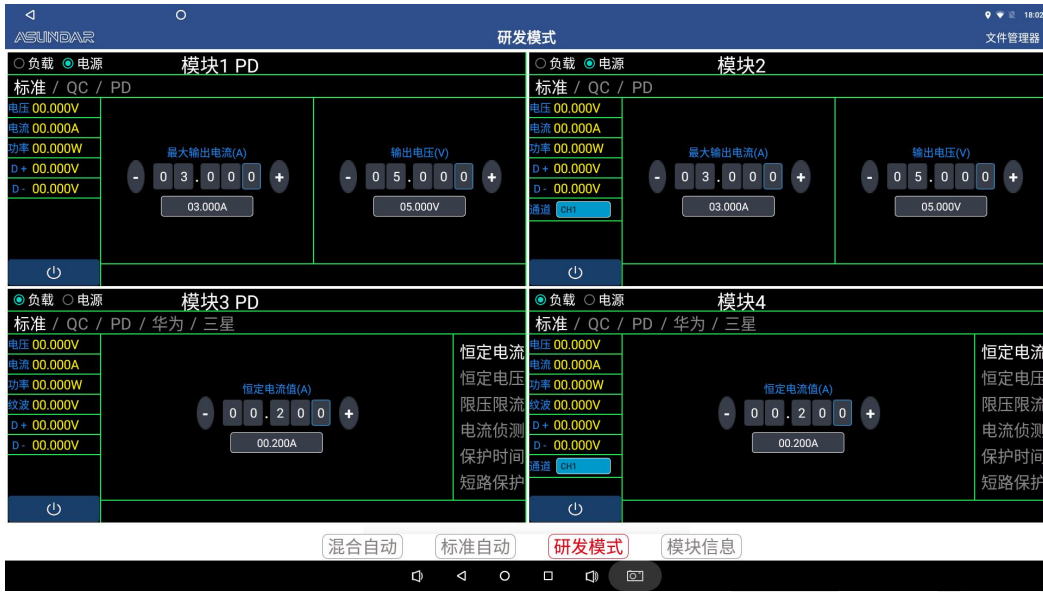 18:02
ASUNDAR
研发模式
文件管理器
负载 电源 模块1 PD
标准 / QC / PD
电压 00.000V
电流 00.000A
功率 00.000W
D+ 00.000V
D- 00.000V
最大输出电流(A)
- 0 3 . 0 0 0 +
03.000A
输出电压(V)
- 0 5 . 0 0 0 +
05.000V
负载 电源 模块2
标准 / QC / PD
电压 00.000V
电流 00.000A
功率 00.000W
D+ 00.000V
D- 00.000V
通道 CH1
最大输出电流(A)
- 0 3 . 0 0 0 +
03.000A
输出电压(V)
- 0 5 . 0 0 0 +
05.000V
负载 电源 模块3 PD
标准 / QC / PD / 华为 / 三星
电压 00.000V
电流 00.000A
功率 00.000W
纹波 00.000V
D+ 00.000V
D- 00.000V
恒定电流值(A)
- 0 0 . 2 0 0 +
00.200A
恒定电流
恒定电压
限压限流
电流侦测
保护时间
短路保护
负载 电源 模块4
标准 / QC / PD / 华为 / 三星
电压 00.000V
电流 00.000A
功率 00.000W
纹波 00.000V
D+ 00.000V
D- 00.000V
通道 CH1
恒定电流值(A)
- 0 0 . 2 0 0 +
00.200A
恒定电流
恒定电压
限压限流
电流侦测
保护时间
短路保护
混合自动 标准自动 研发模式 模块信息